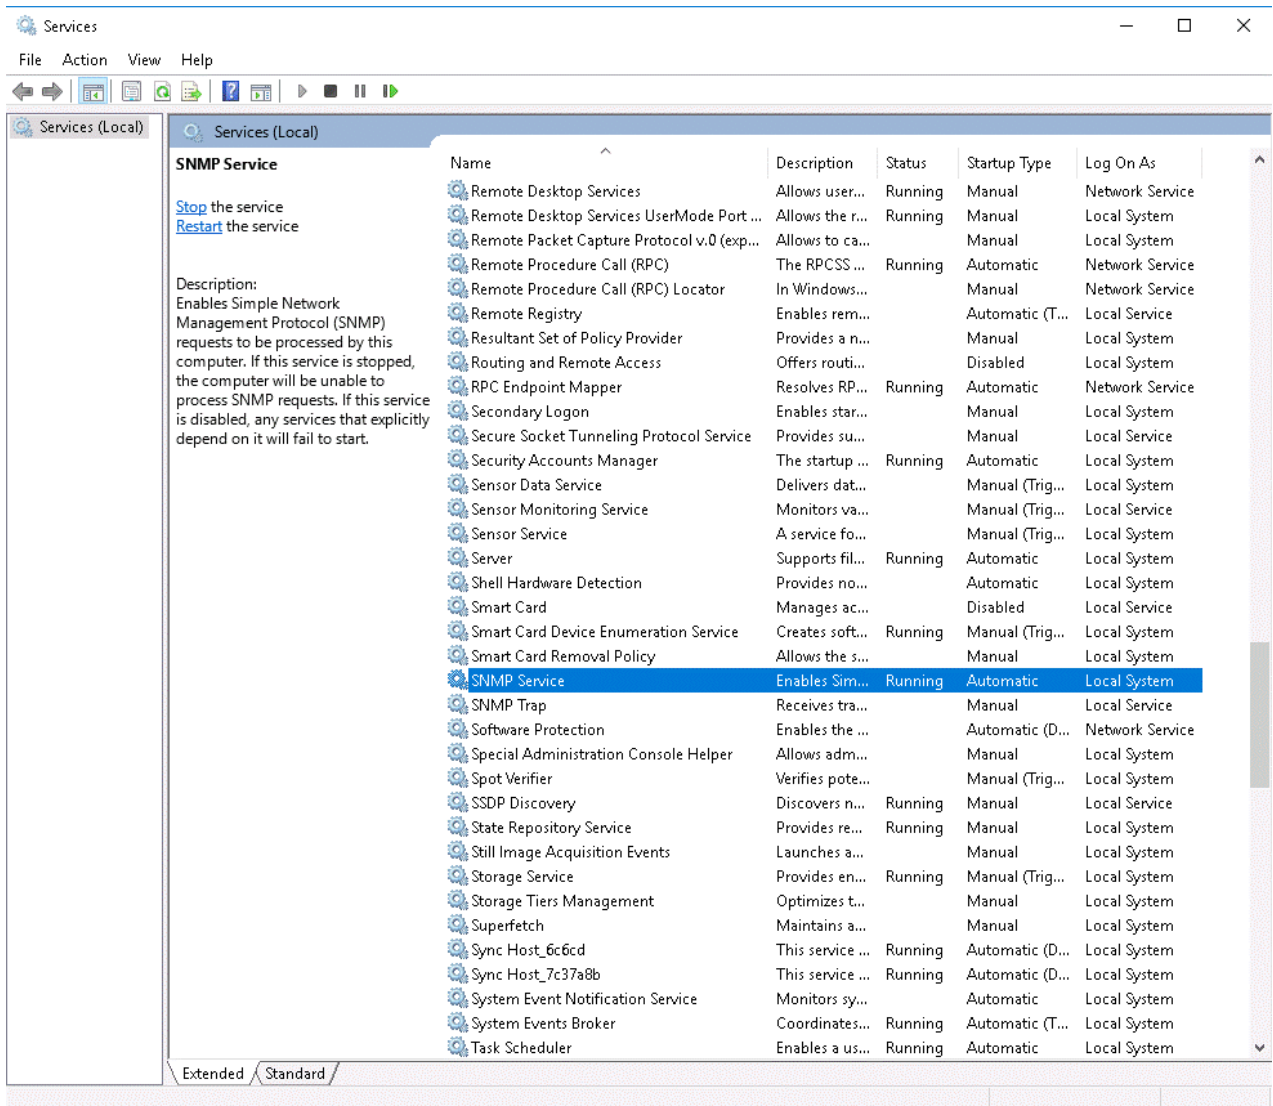 Services
File Action View Help
Services (Local)
Services (Local)
SNMP Service
Stop the service
Restart the service
Description:
Enables Simple Network
Management Protocol (SNMP)
requests to be processed by this
computer. If this service is stopped,
the computer will be unable to
process SNMP requests. If this service
is disabled, any services that explicitly
depend on it will fail to start.
Name Description Status Startup Type Log On As
Remote Desktop Services Allows user... Running Manual Network Service
Remote Desktop Services UserMode Port ... Allows the r... Running Manual Local System
Remote Packet Capture Protocol v.0 (exp... Allows to ca... Manual Local System
Remote Procedure Call (RPC) The RPCSS ... Running Automatic Network Service
Remote Procedure Call (RPC) Locator In Windows... Manual Network Service
Remote Registry Enables rem... Automatic (T... Local Service
Resultant Set of Policy Provider Provides a n... Manual Local System
Routing and Remote Access Offers routi... Disabled Local System
RPC Endpoint Mapper Resolves RP... Running Automatic Network Service
Secondary Logon Enables star... Manual Local System
Secure Socket Tunneling Protocol Service Provides su... Manual Local Service
Security Accounts Manager The startup ... Running Automatic Local System
Sensor Data Service Delivers dat... Manual (Trig... Local System
Sensor Monitoring Service Monitors va... Manual (Trig... Local Service
Sensor Service A service fo... Manual (Trig... Local System
Server Supports fil... Running Automatic Local System
Shell Hardware Detection Provides no... Automatic Local System
Smart Card Manages ac... Disabled Local Service
Smart Card Device Enumeration Service Creates soft... Running Manual (Trig... Local System
Smart Card Removal Policy Allows the s... Manual Local System
SNMP Service Enables Sim... Running Automatic Local System
SNMP Trap Receives tra... Manual Local Service
Software Protection Enables the ... Automatic (D... Network Service
Special Administration Console Helper Allows adm... Manual Local System
Spot Verifier Verifies pote... Manual (Trig... Local System
SSDP Discovery Discovers n... Running Manual Local Service
State Repository Service Provides re... Running Manual Local System
Still Image Acquisition Events Launches a... Manual Local System
Storage Service Provides en... Running Manual (Trig... Local System
Storage Tiers Management Optimizes t... Manual Local System
Superfetch Maintains a... Manual Local System
Sync Host_6c6cd This service ... Running Automatic (D... Local System
Sync Host_7c37a8b This service ... Running Automatic (D... Local System
System Event Notification Service Monitors sy... Automatic Local System
System Events Broker Coordinates... Running Automatic (T... Local System
Task Scheduler Enables a us... Running Automatic Local System
Extended Standard